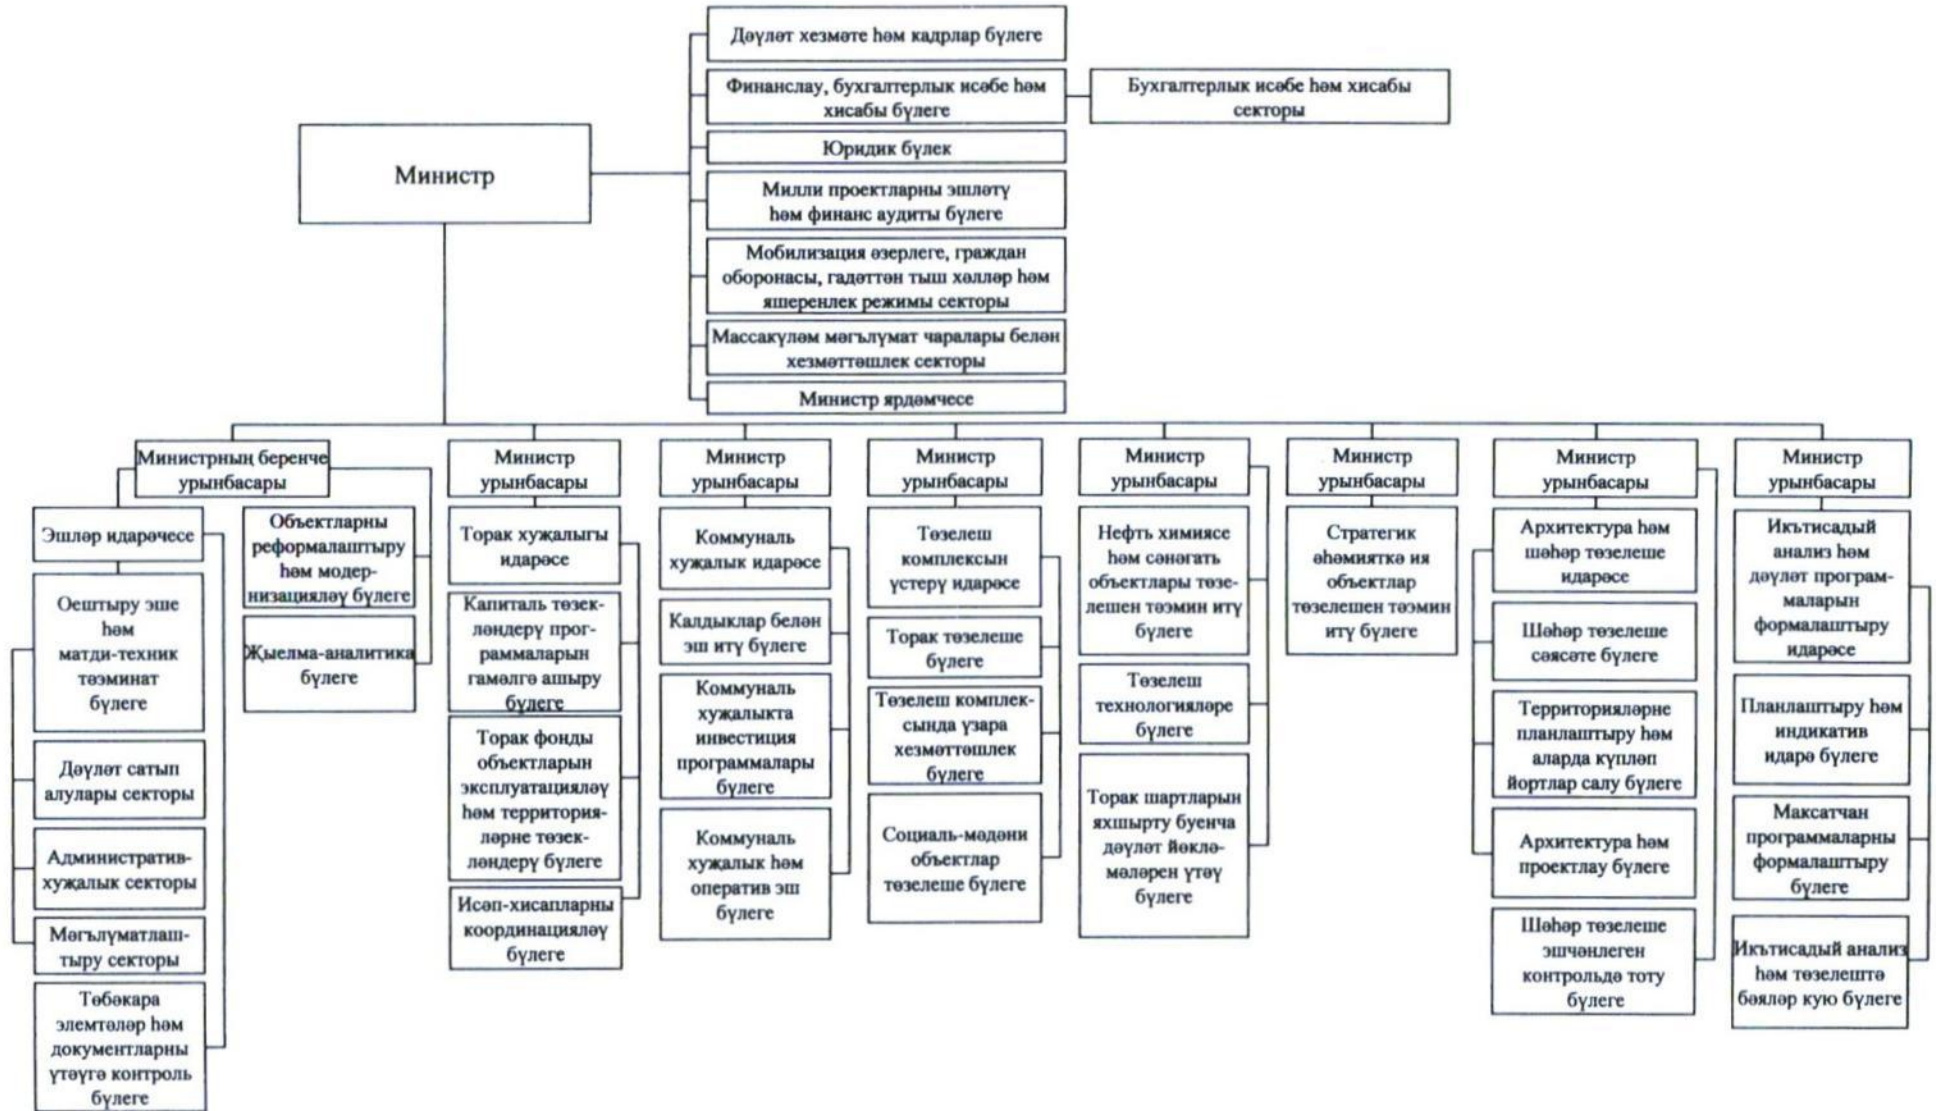 Дәүләт хезмәте һәм кадрлар бүлеге
Финанслау, бухгалтерлык исәбе һәм
хисабы бүлеге
Бухгалтерлык исәбе һәм хисабы
секторы
Юридик бүлек
Министр
Милли проектларны эшләтү
һәм финанс аудиты бүлеге
Мобилизация әзерлеге, граждан
оборонасы, гадәттән тыш хәлләр һәм
яшеренлек режимы секторы
Массакүләм мәгълүмат чаралары белән
хезмәттәшлек секторы
Министр ярдәмчесе
Министрның беренче
урынбасары
Эшләр идарәчесе
Оештыру эше
һәм
матди-техник
тәэминат
бүлеге
Дәүләт сатып
алулары секторы
Административ-
хуҗалык секторы
Мәгълүматлаш-
тыру секторы
Төбәкара
элемтәләр һәм
документларны
үтәүгә контроль
бүлеге
Объектларны
реформалаштыру
һәм модер-
низацияләү бүлеге
Җыелма-аналитика
бүлеге
Министр
урынбасары
Торак хуҗалыгы
идарәсе
Капиталь төзек-
ләндерү прог-
раммаларын
гамәлгә ашыру
бүлеге
Торак фонды
объектларын
эксплуатацияләү
һәм территория-
ләрне төзек-
ләндерү бүлеге
Исәп-хисапларны
координацияләү
бүлеге
Министр
урынбасары
Коммуналь
хуҗалык идарәсе
Калдыклар белән
эш итү бүлеге
Коммуналь
хуҗалыкта
инвестиция
программалары
бүлеге
Коммуналь
хуҗалык һәм
оператив эш
бүлеге
Министр
урынбасары
Төзелеш
комплексын
үстерү идарәсе
Торак төзелеше
бүлеге
Төзелеш комплек-
сында үзара
хезмәттәшлек
бүлеге
Социаль-мәдәни
объектлар
төзелеше бүлеге
Министр
урынбасары
Нефть химиясе
һәм сәнәгать
объектлары төзе-
лешен тәэмин итү
бүлеге
Төзелеш
технологияләре
бүлеге
Торак шартларын
яхшырту буенча
дәүләт йөклә-
мәләрен үтәү
бүлеге
Министр
урынбасары
Стратегик
әһәмияткә ия
объектлар
төзелешен тәэмин
итү бүлеге
Министр
урынбасары
Архитектура һәм
шәһәр төзелеше
идарәсе
Шәһәр төзелеше
сәясәте бүлеге
Территорияләрне
планлаштыру һәм
аларда күпләп
йортлар салу бүлеге
Архитектура һәм
проектлау бүлеге
Шәһәр төзелеше
эшчәнлеген
контрольдә тоту
бүлеге
Министр
урынбасары
Икътисадый
анализ һәм
дәүләт програм-
маларын
формалаштыру
идарәсе
Планлаштыру һәм
индикатив
идарә бүлеге
Максатчан
программаларны
формалаштыру
бүлеге
Икътисадый анализ
һәм төзелештә
бәяләр кую бүлеге